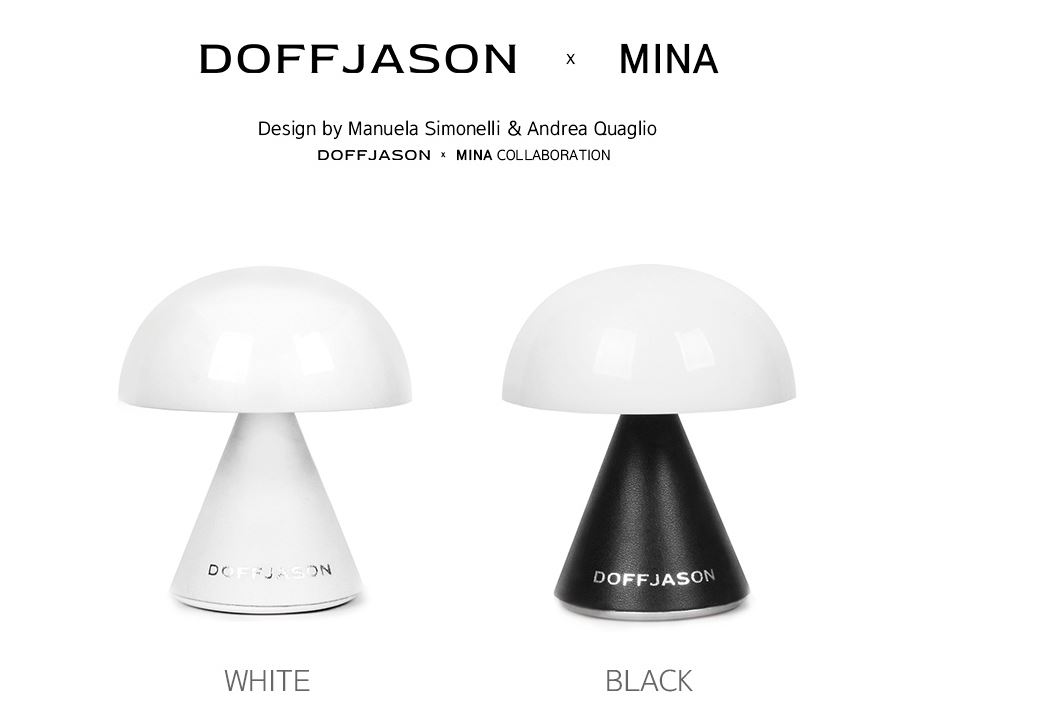 DOFFJASON x MINA
Design by Manuela Simonelli & Andrea Quaglio
DOFFJASON x MINA COLLABORATION
DOFFJASON
DOFFJASON
WHITE
BLACK